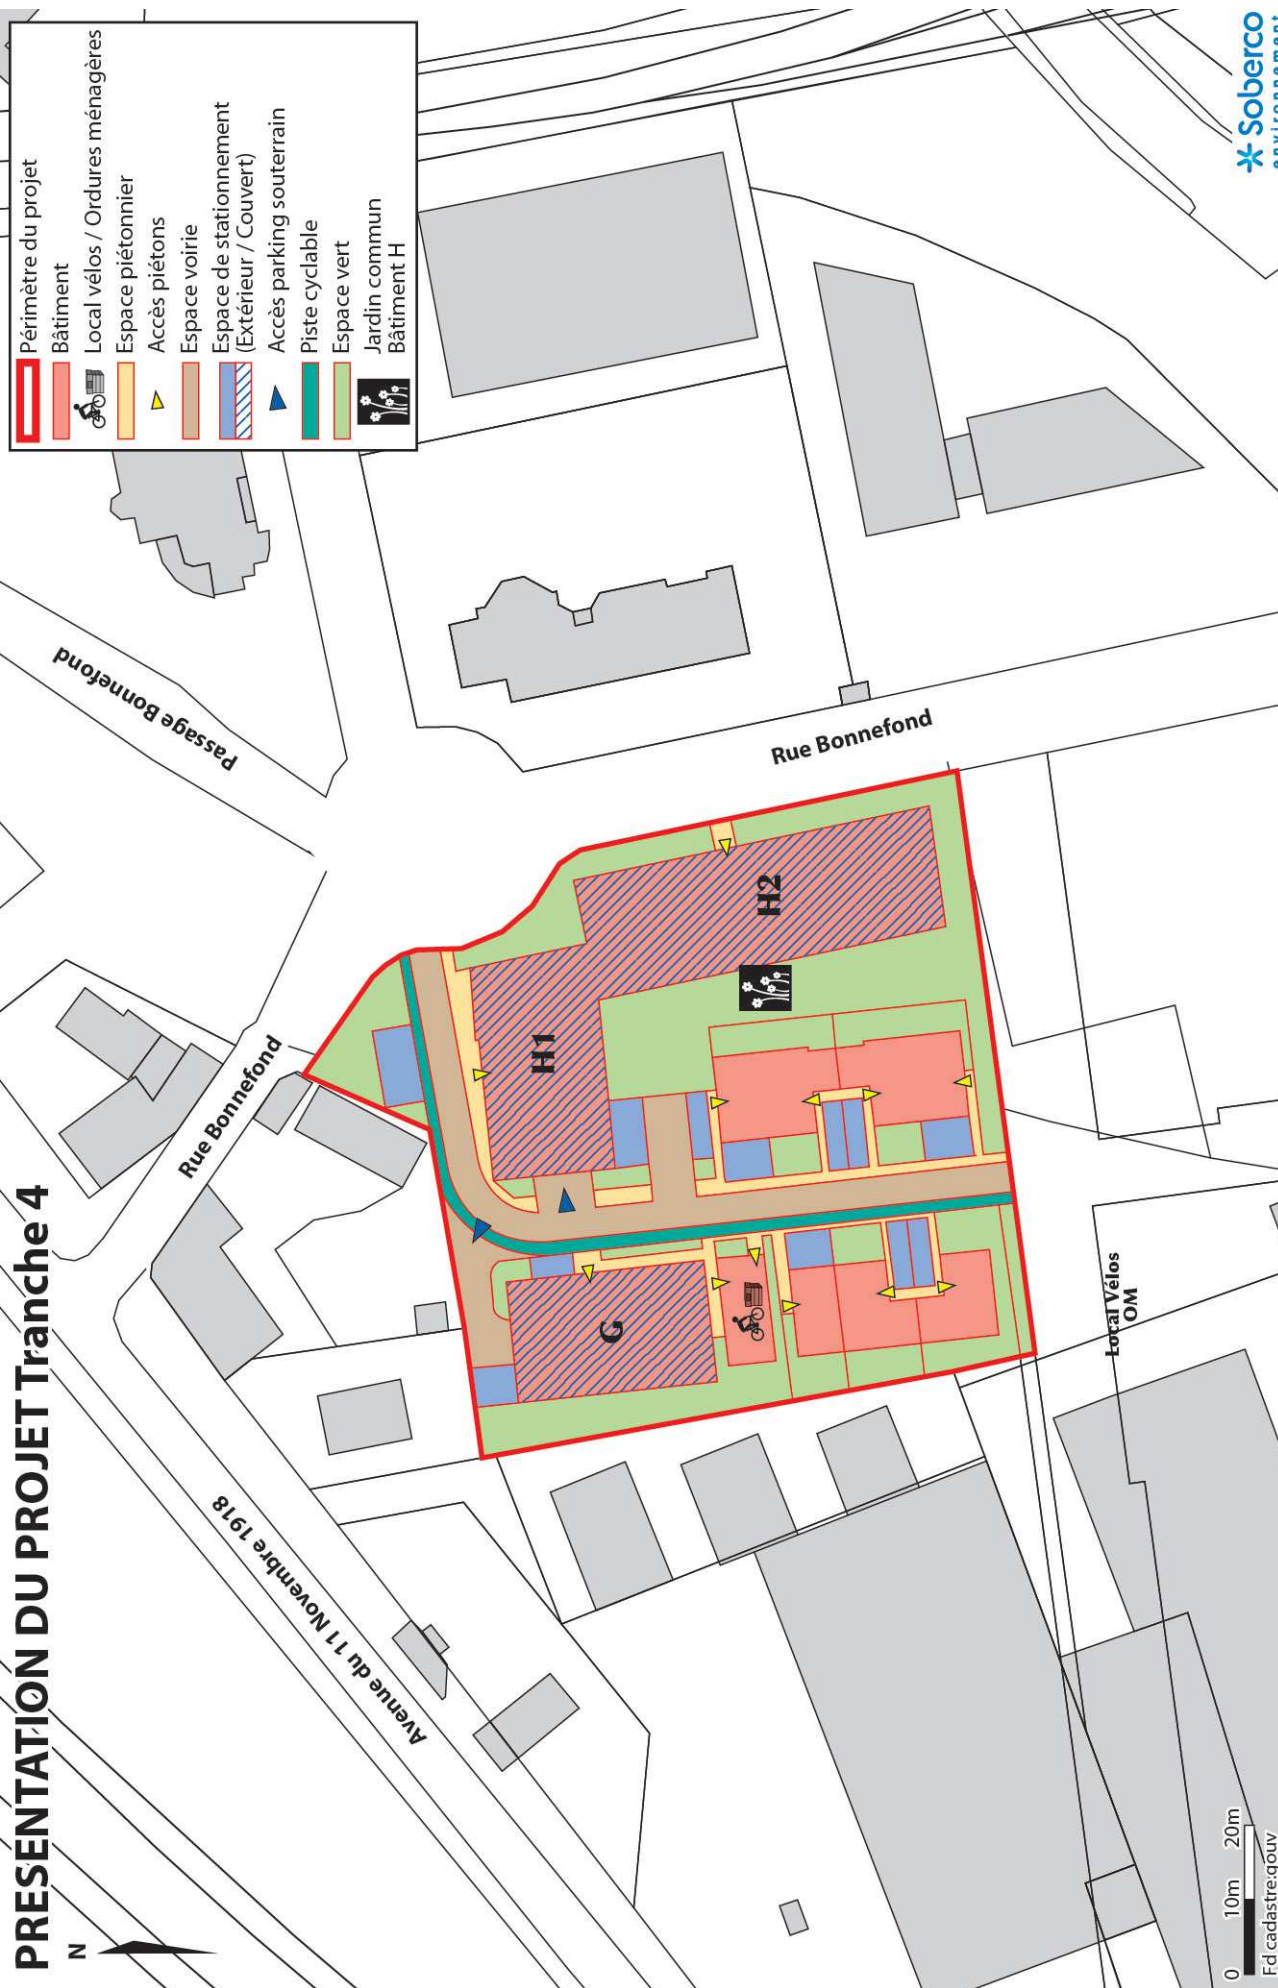 PRESENTATION DU PROJET Tranche 4
N
Périmètre du projet
Bâtiment
Local vélos / Ordures ménagères
Espace piétonnier
Accès piétons
Espace voirie
Espace de stationnement
(Extérieur / Couvert)
Accès parking souterrain
Piste cyclable
Espace vert
Jardin commun
Bâtiment H
Passage Bonnefond
Rue Bonnefond
Rue Bonnefond
Avenue du 11 Novembre 1918
H1
H2
G
Local Vélos
OM
0 10m 20m
Fd cadastre.gouv
Soberco
environnement